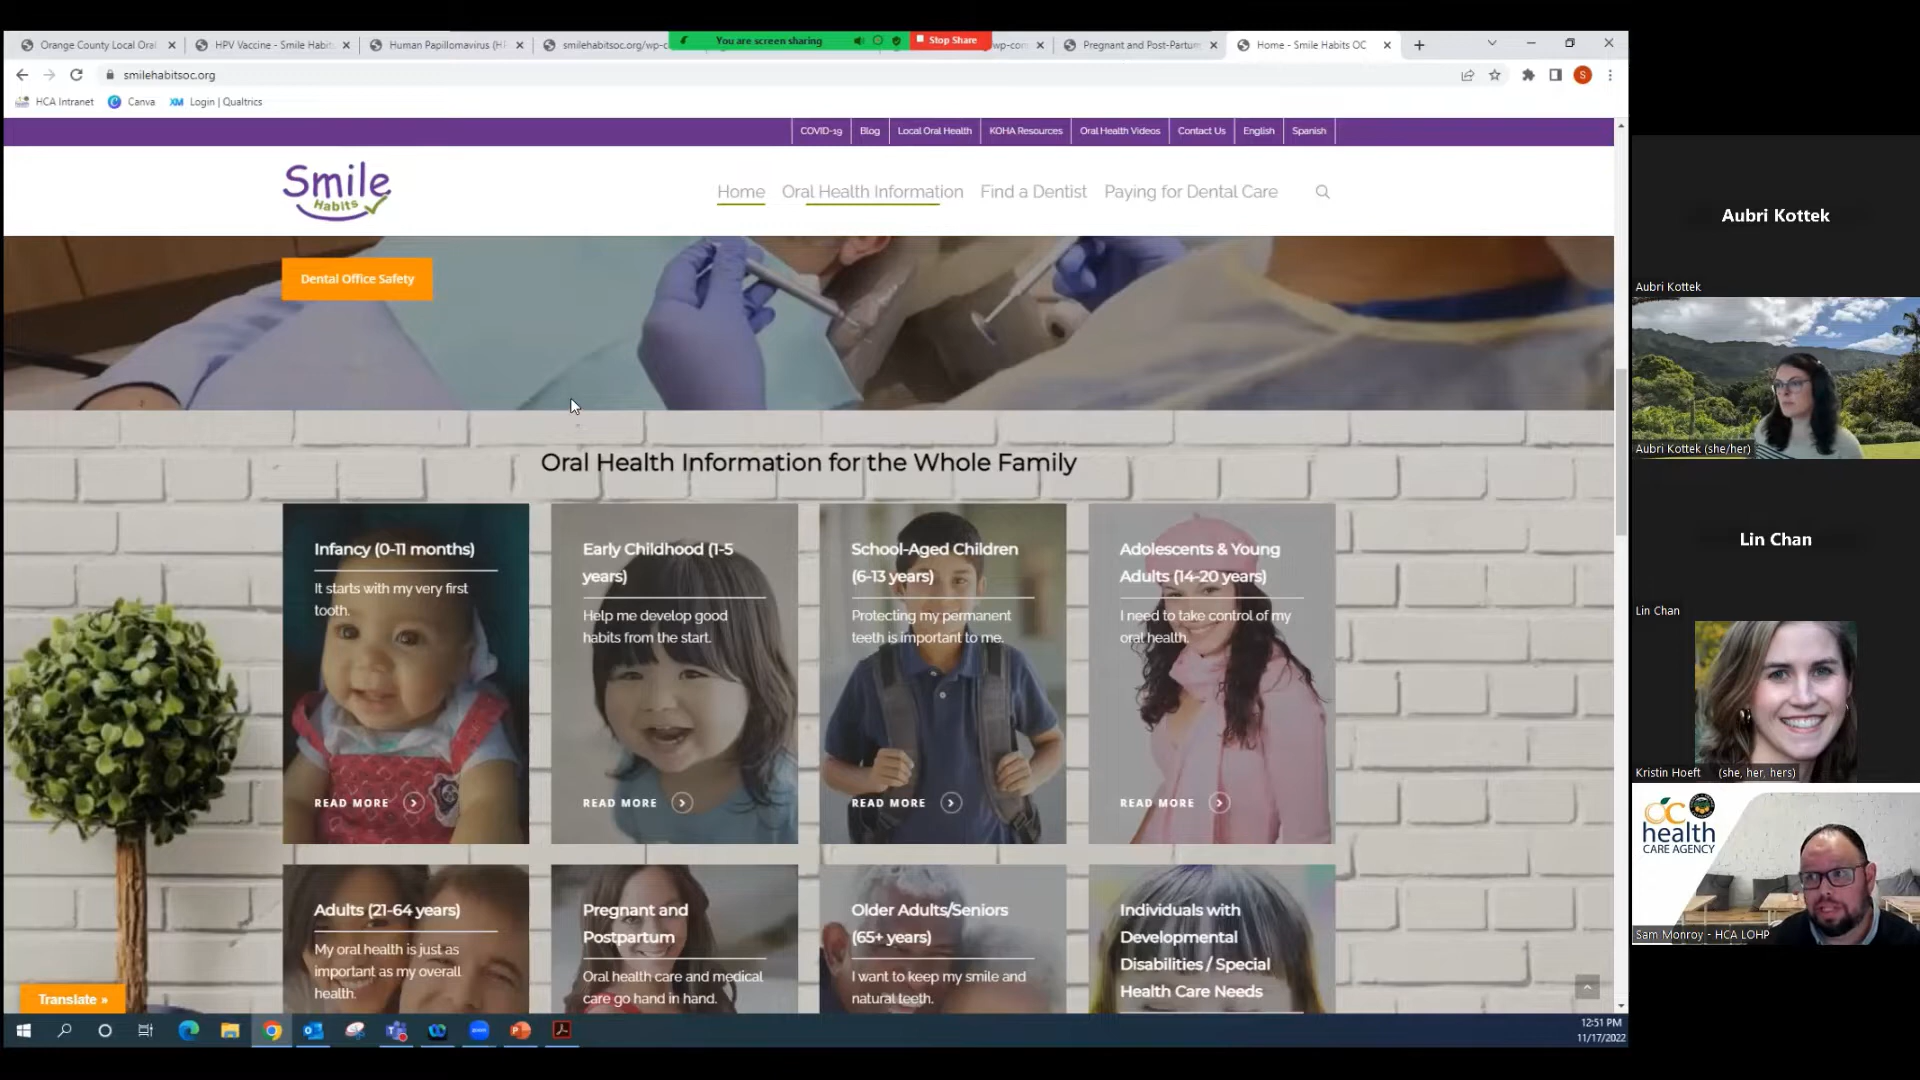 Orange County Local Oral
HPV Vaccine - Smile Habit
Human Papillomavirus (H
smilehabitsoc.org/wp-c
You are screen sharing
Stop Share
wp-con
Pregnant and Post-Partum
Home - Smile Habits OC
smilehabitsoc.org
S
HCA Intranet
Canva
XM
Login | Qualtrics
COVID-19
Blog
Local Oral Health
KOHA Resources
Oral Health Videos
Contact Us
English
Spanish
Smile
Habits
Home
Oral Health Information
Find a Dentist
Paying for Dental Care
Dental Office Safety
Oral Health Information for the Whole Family
Infancy (0-11 months)
It starts with my very first
tooth.
READ MORE
Early Childhood (1-5
years)
Help me develop good
habits from the start.
READ MORE
School-Aged Children
(6-13 years)
Protecting my permanent
teeth is important to me.
READ MORE
Adolescents & Young
Adults (14-20 years)
I need to take control of my
oral health.
READ MORE
Adults (21-64 years)
My oral health is just as
important as my overall
health.
Pregnant and
Postpartum
Oral health care and medical
care go hand in hand.
Older Adults/Seniors
(65+ years)
I want to keep my smile and
natural teeth.
Individuals with
Developmental
Disabilities / Special
Health Care Needs
Translate »
12:51 PM
11/17/2022
Aubri Kottek
Aubri Kottek
Aubri Kottek (she/her)
Lin Chan
Lin Chan
Kristin Hoeft (she, her, hers)
OC
health
CARE AGENCY
Sam Monroy - HCA LOHP